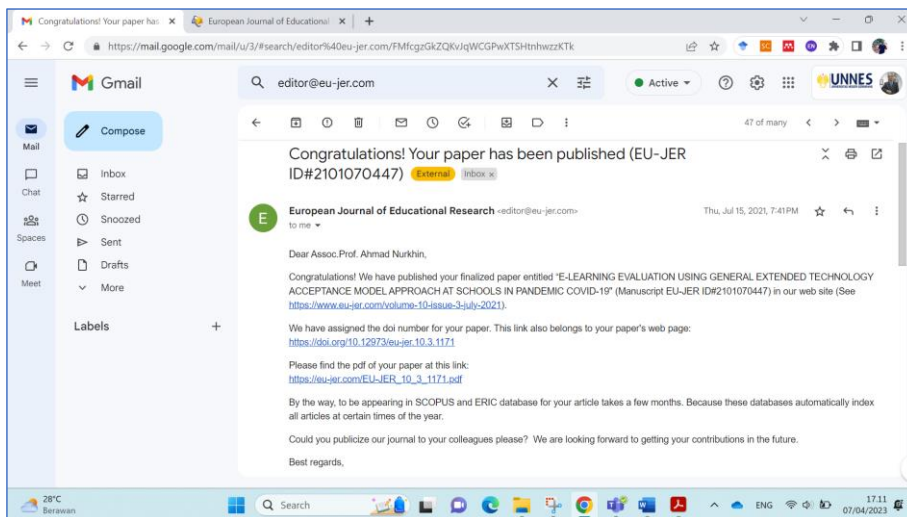 Congratulations! Your paper has
European Journal of Educational
https://mail.google.com/mail/u/3/#search/editor%40eu-jer.com/FMfcgzGkZQKvJqWCGPwXTSHtnhwzzKTk
Gmail
editor@eu-jer.com
Active
UNNES
Mail
Chat
Spaces
Meet
Compose
Inbox
Starred
Snoozed
Sent
Drafts
More
Labels
47 of many
Congratulations! Your paper has been published (EU-JER
ID#2101070447) External Inbox x
E
European Journal of Educational Research <editor@eu-jer.com>
Thu, Jul 15, 2021, 7:41 PM
to me
Dear Assoc.Prof. Ahmad Nurkhin,
Congratulations! We have published your finalized paper entitled "E-LEARNING EVALUATION USING GENERAL EXTENDED TECHNOLOGY
ACCEPTANCE MODEL APPROACH AT SCHOOLS IN PANDEMIC COVID-19" (Manuscript EU-JER ID#2101070447) in our web site (See
https://www.eu-jer.com/volume-10-issue-3-july-2021).
We have assigned the doi number for your paper. This link also belongs to your paper's web page:
https://doi.org/10.12973/eu-jer.10.3.1171
Please find the pdf of your paper at this link:
https://eu-jer.com/EU-JER_10_3_1171.pdf
By the way, to be appearing in SCOPUS and ERIC database for your article takes a few months. Because these databases automatically index
all articles at certain times of the year.
Could you publicize our journal to your colleagues please? We are looking forward to getting your contributions in the future.
Best regards,
28°C
Berawan
Search
ENG
17.11
07/04/2023